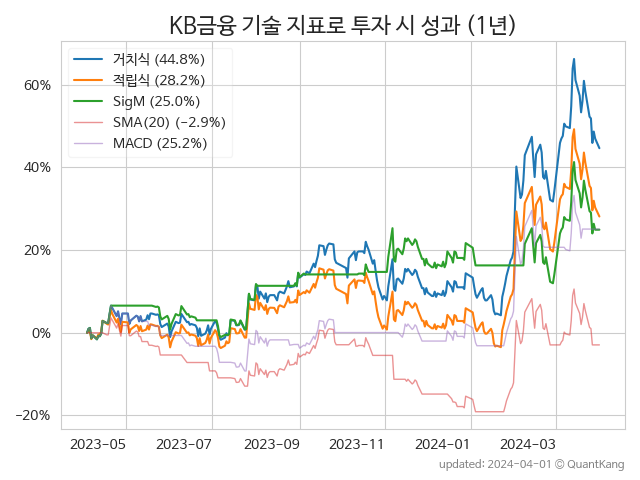 KB금융 기술 지표로 투자 시 성과 (1년)
거치식 (44.8%)
적립식 (28.2%)
SigM (25.0%)
SMA(20) (−2.9%)
MACD (25.2%)
60%
40%
20%
0%
−20%
2023-05 2023-07 2023-09 2023-11 2024-01 2024-03
updated: 2024-04-01 © QuantKang